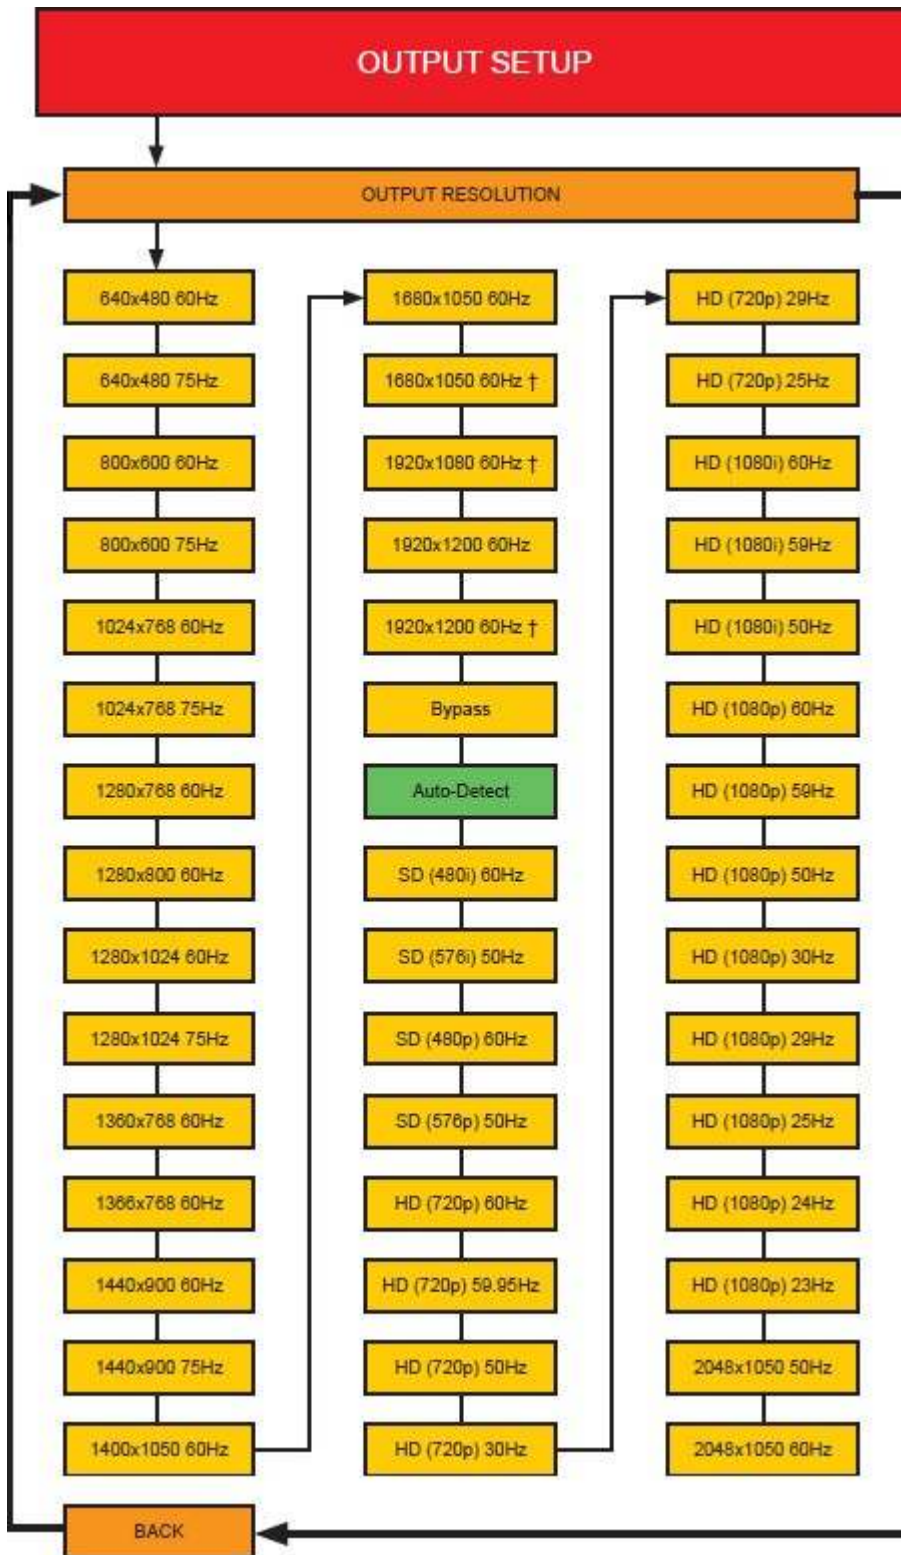 OUTPUT SETUP
OUTPUT RESOLUTION
640x480 60Hz
640x480 75Hz
800x600 60Hz
800x600 75Hz
1024x768 60Hz
1024x768 75Hz
1280x768 60Hz
1280x800 60Hz
1280x1024 60Hz
1280x1024 75Hz
1360x768 60Hz
1366x768 60Hz
1440x900 60Hz
1440x900 75Hz
1400x1050 60Hz
1680x1050 60Hz
1680x1050 60Hz †
1920x1080 60Hz †
1920x1200 60Hz
1920x1200 60Hz †
Bypass
Auto-Detect
SD (480i) 60Hz
SD (576i) 50Hz
SD (480p) 60Hz
SD (576p) 50Hz
HD (720p) 60Hz
HD (720p) 59.95Hz
HD (720p) 50Hz
HD (720p) 30Hz
HD (720p) 29Hz
HD (720p) 25Hz
HD (1080i) 60Hz
HD (1080i) 59Hz
HD (1080i) 50Hz
HD (1080p) 60Hz
HD (1080p) 59Hz
HD (1080p) 50Hz
HD (1080p) 30Hz
HD (1080p) 29Hz
HD (1080p) 25Hz
HD (1080p) 24Hz
HD (1080p) 23Hz
2048x1050 50Hz
2048x1050 60Hz
BACK